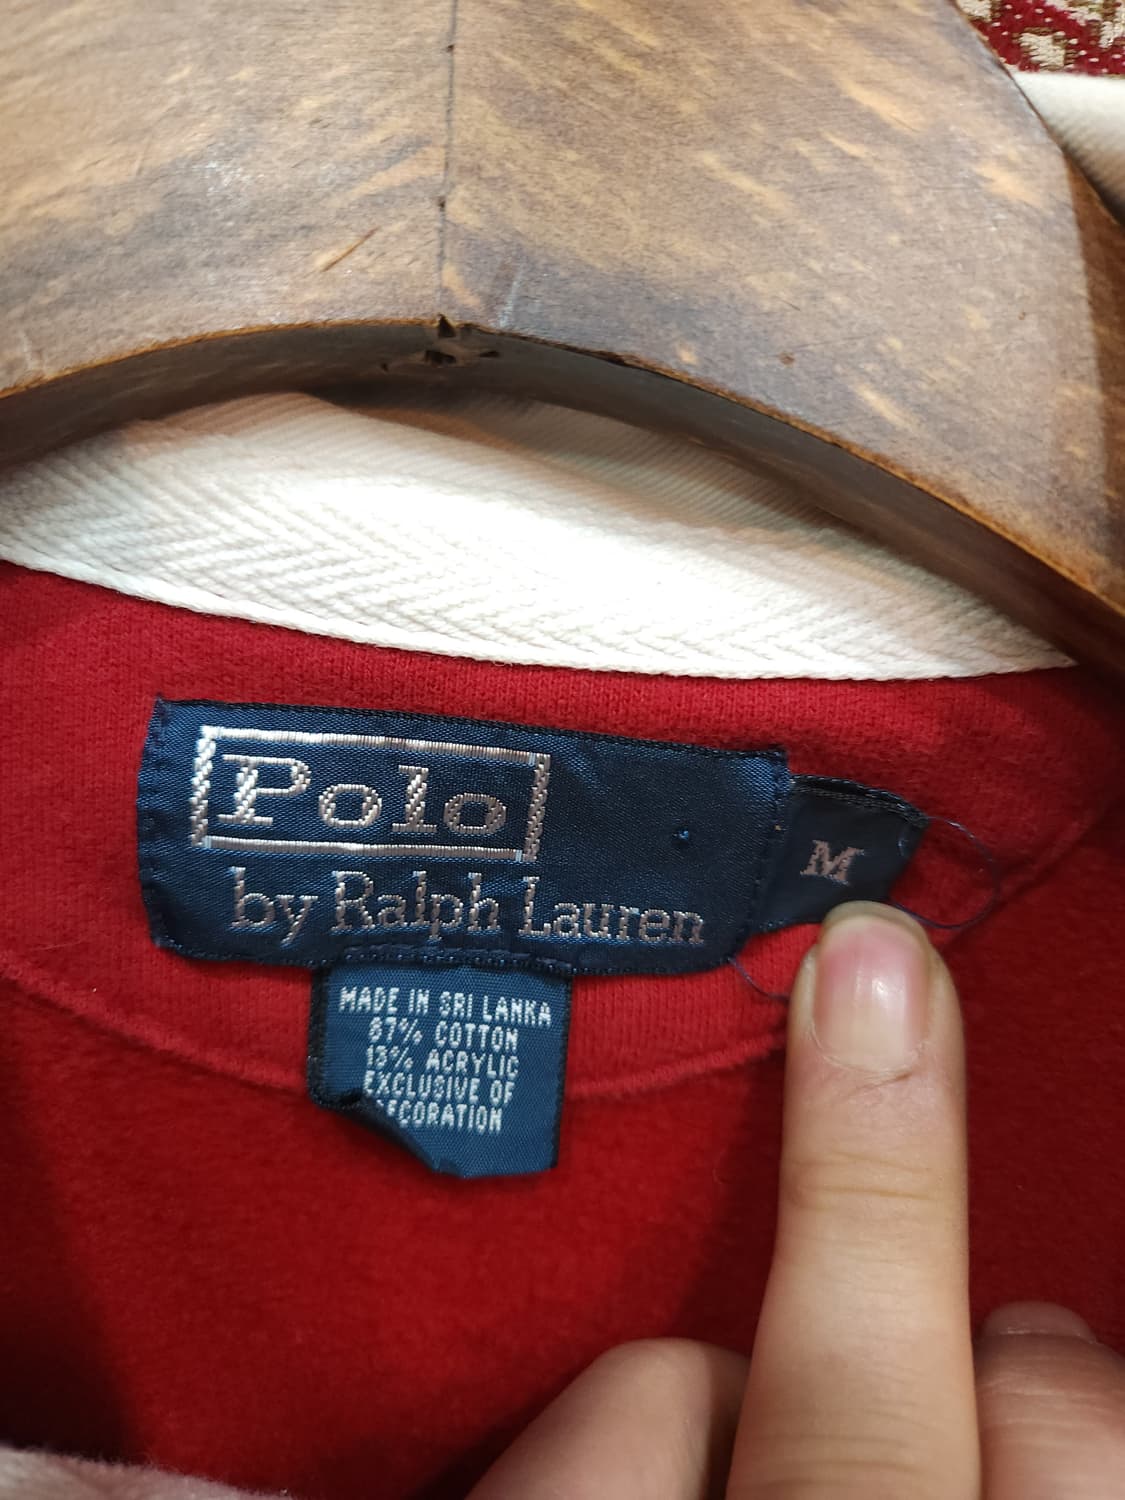 Polo
by Ralph Lauren
M
MADE IN SRI LANKA
87% COTTON
13% ACRYLIC
EXCLUSIVE OF